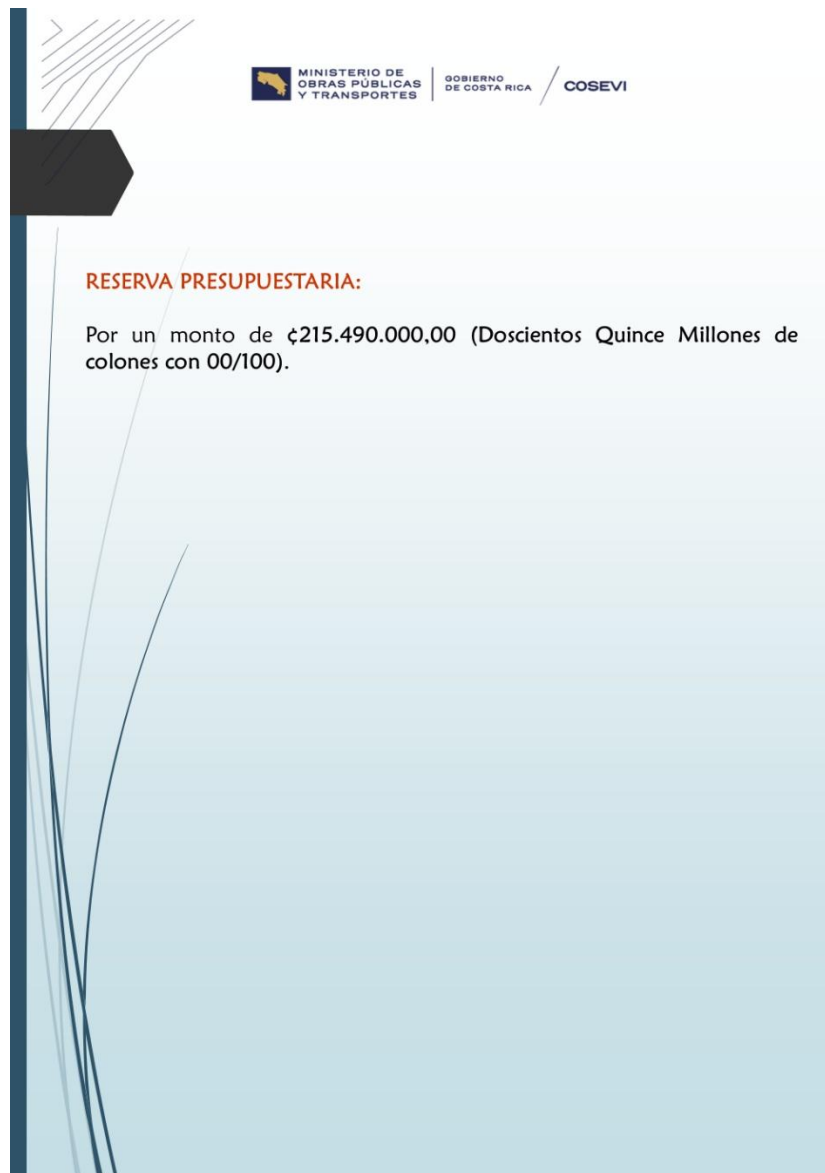 MINISTERIO DE
OBRAS PÚBLICAS
Y TRANSPORTES
GOBIERNO
DE COSTA RICA
COSEVI
RESERVA PRESUPUESTARIA:
Por un monto de ¢215.490.000,00 (Doscientos Quince Millones de
colones con 00/100).